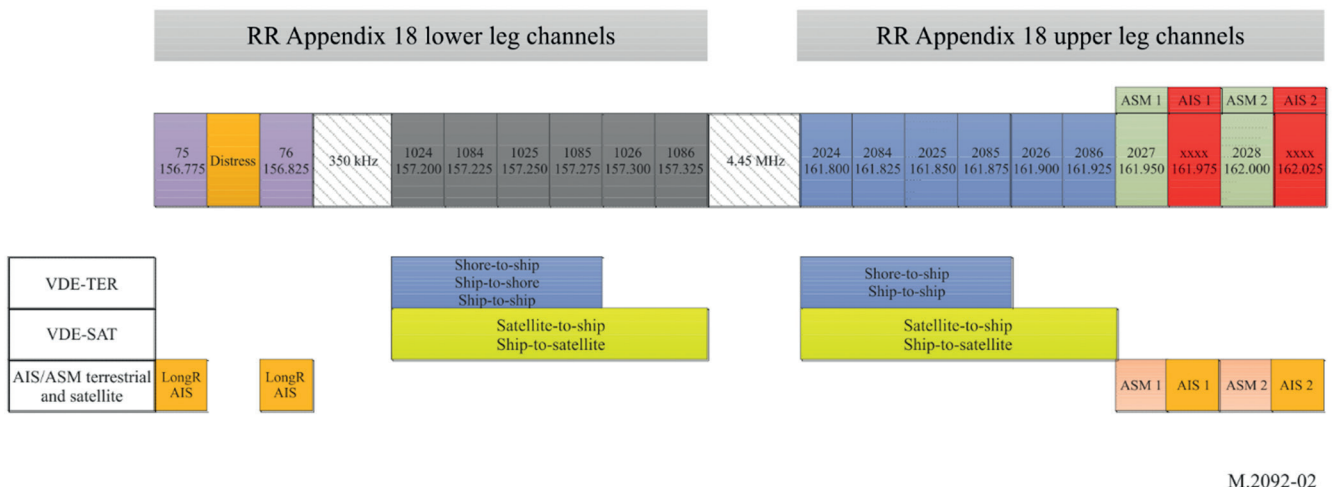 RR Appendix 18 lower leg channels
RR Appendix 18 upper leg channels
ASM 1 AIS 1 ASM 2 AIS 2
75
156.775
Distress
76
156.825
350 kHz
1024
157.200
1084
157.225
1025
157.250
1085
157.275
1026
157.300
1086
157.325
4.45 MHz
2024
161.800
2084
161.825
2025
161.850
2085
161.875
2026
161.900
2086
161.925
2027
161.950
xxxx
161.975
2028
162.000
xxxx
162.025
VDE-TER
Shore-to-ship
Ship-to-shore
Ship-to-ship
Shore-to-ship
Ship-to-ship
VDE-SAT
Satellite-to-ship
Ship-to-satellite
Satellite-to-ship
Ship-to-satellite
AIS/ASM terrestrial
and satellite
LongR
AIS
LongR
AIS
ASM 1 AIS 1 ASM 2 AIS 2
M.2092-02